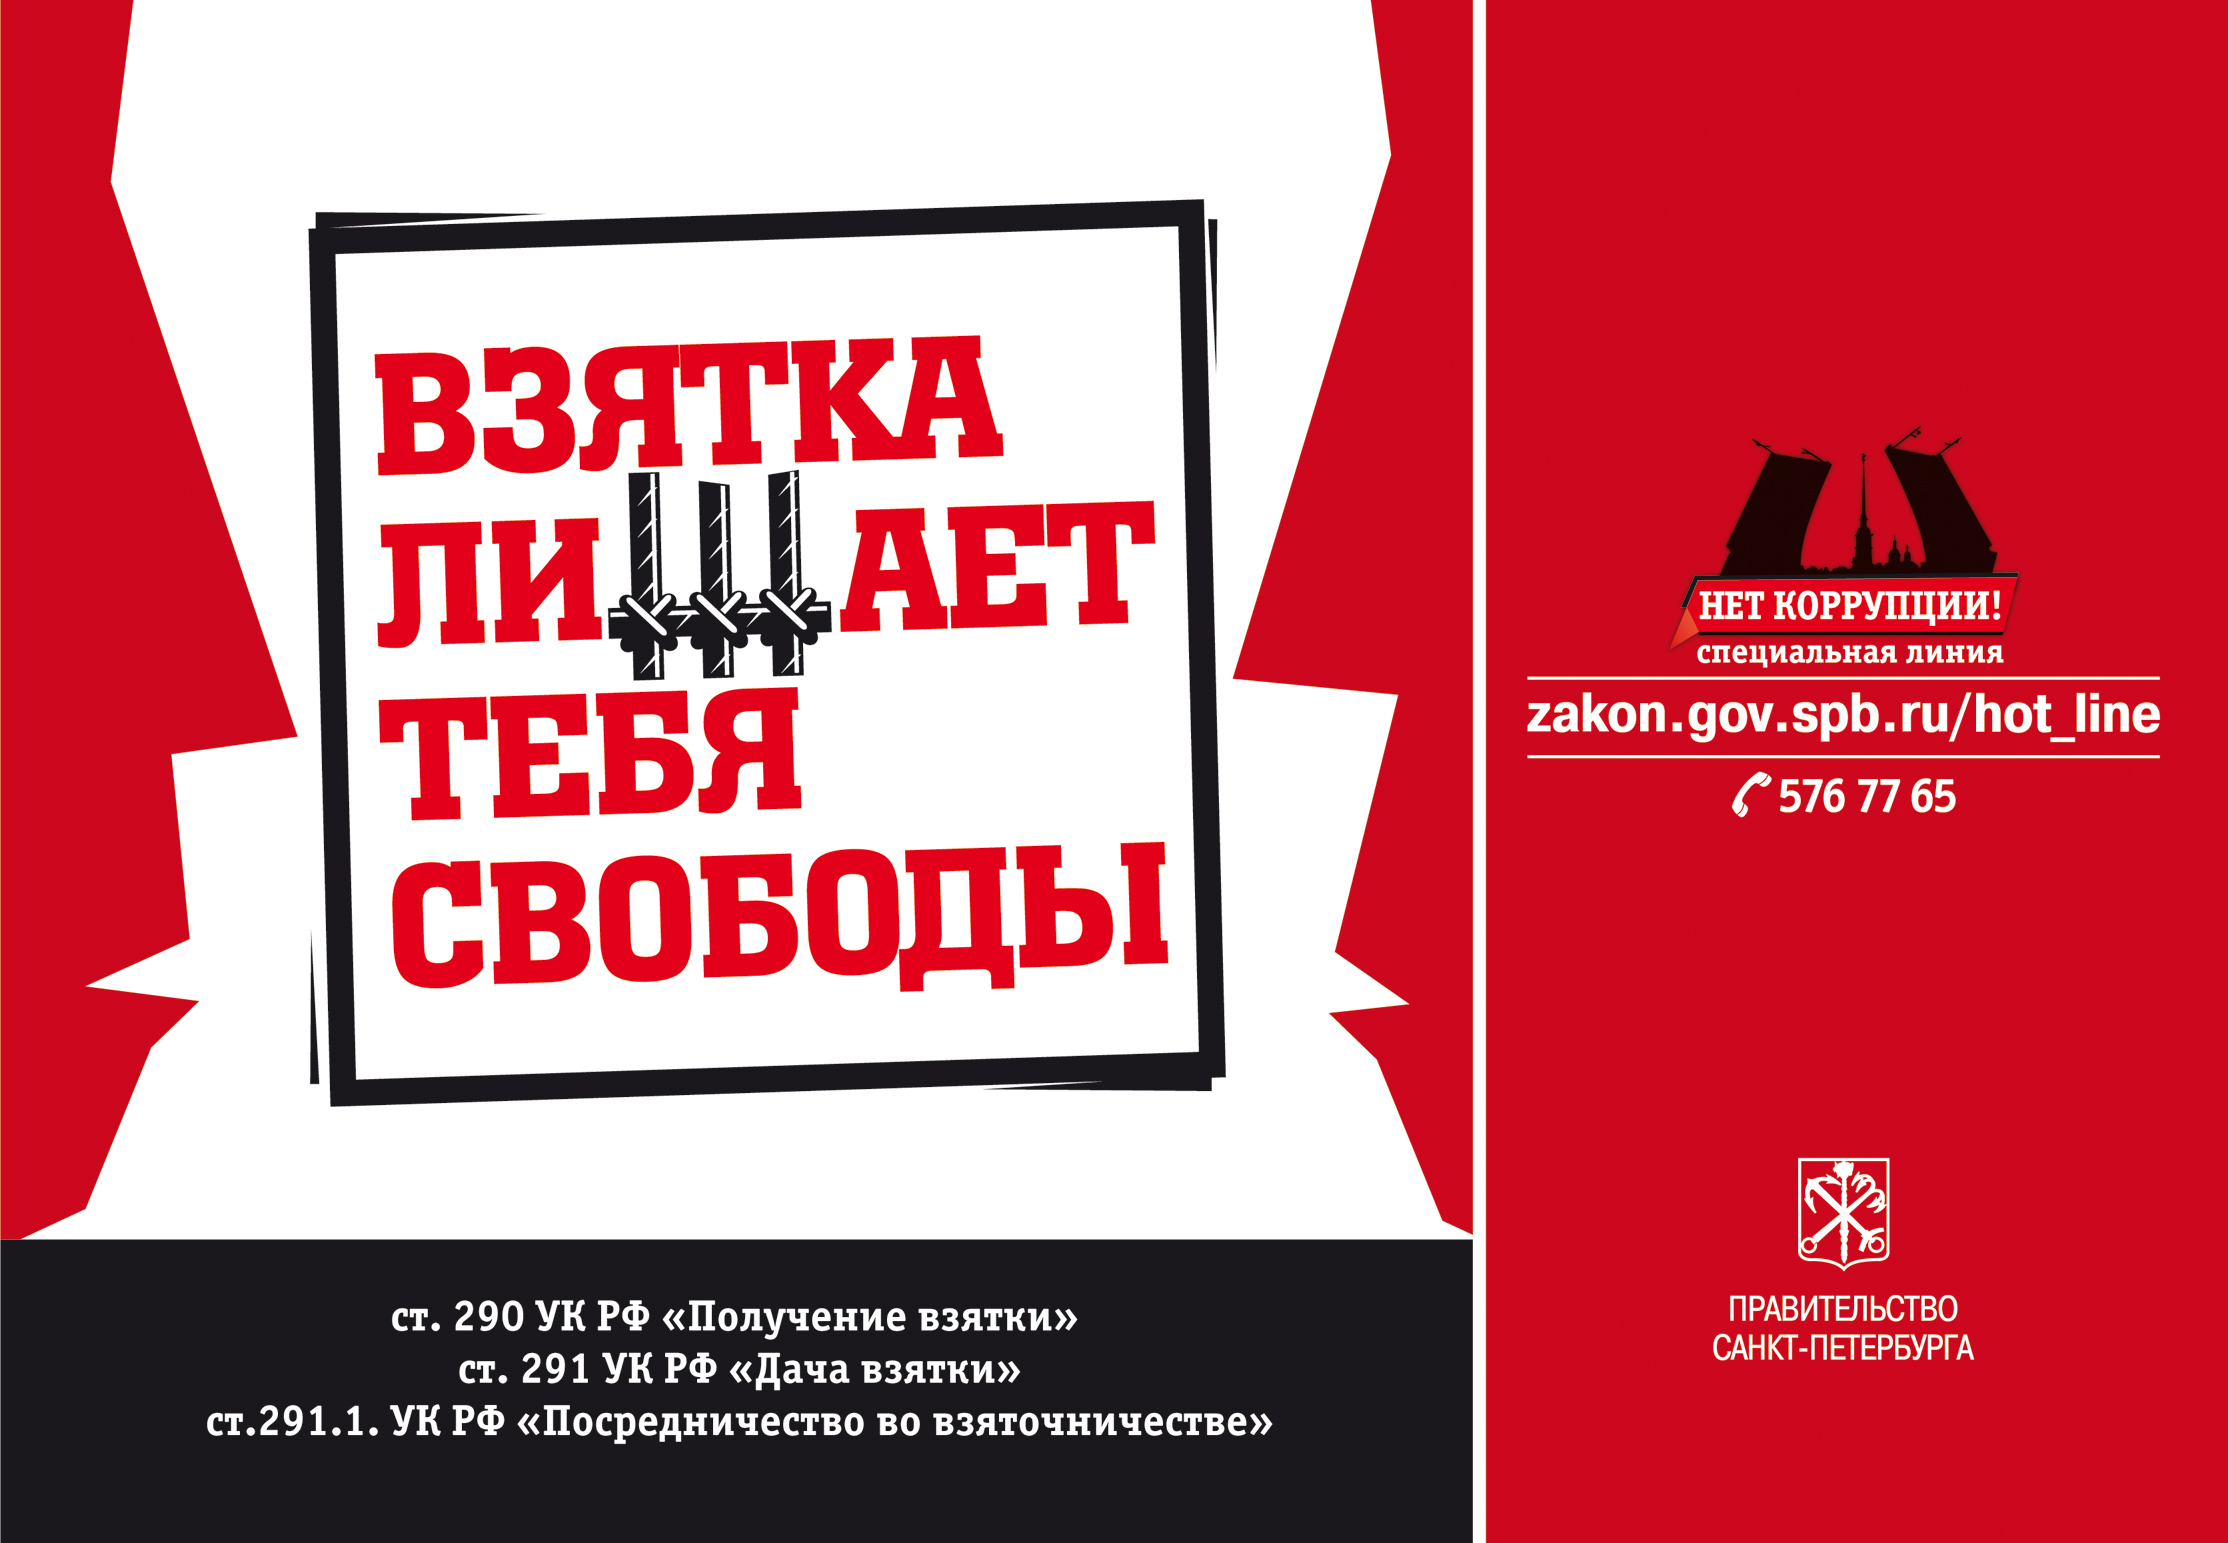 ВЗЯТКА
ЛИШАЕТ
ТЕБЯ
СВОБОДЫ
ст. 290 УК РФ «Получение взятки»
ст. 291 УК РФ «Дача взятки»
ст.291.1. УК РФ «Посредничество во взяточничестве»
НЕТ КОРРУПЦИИ!
специальная линия
zakon.gov.spb.ru/hot_line
576 77 65
ПРАВИТЕЛЬСТВО
САНКТ-ПЕТЕРБУРГА